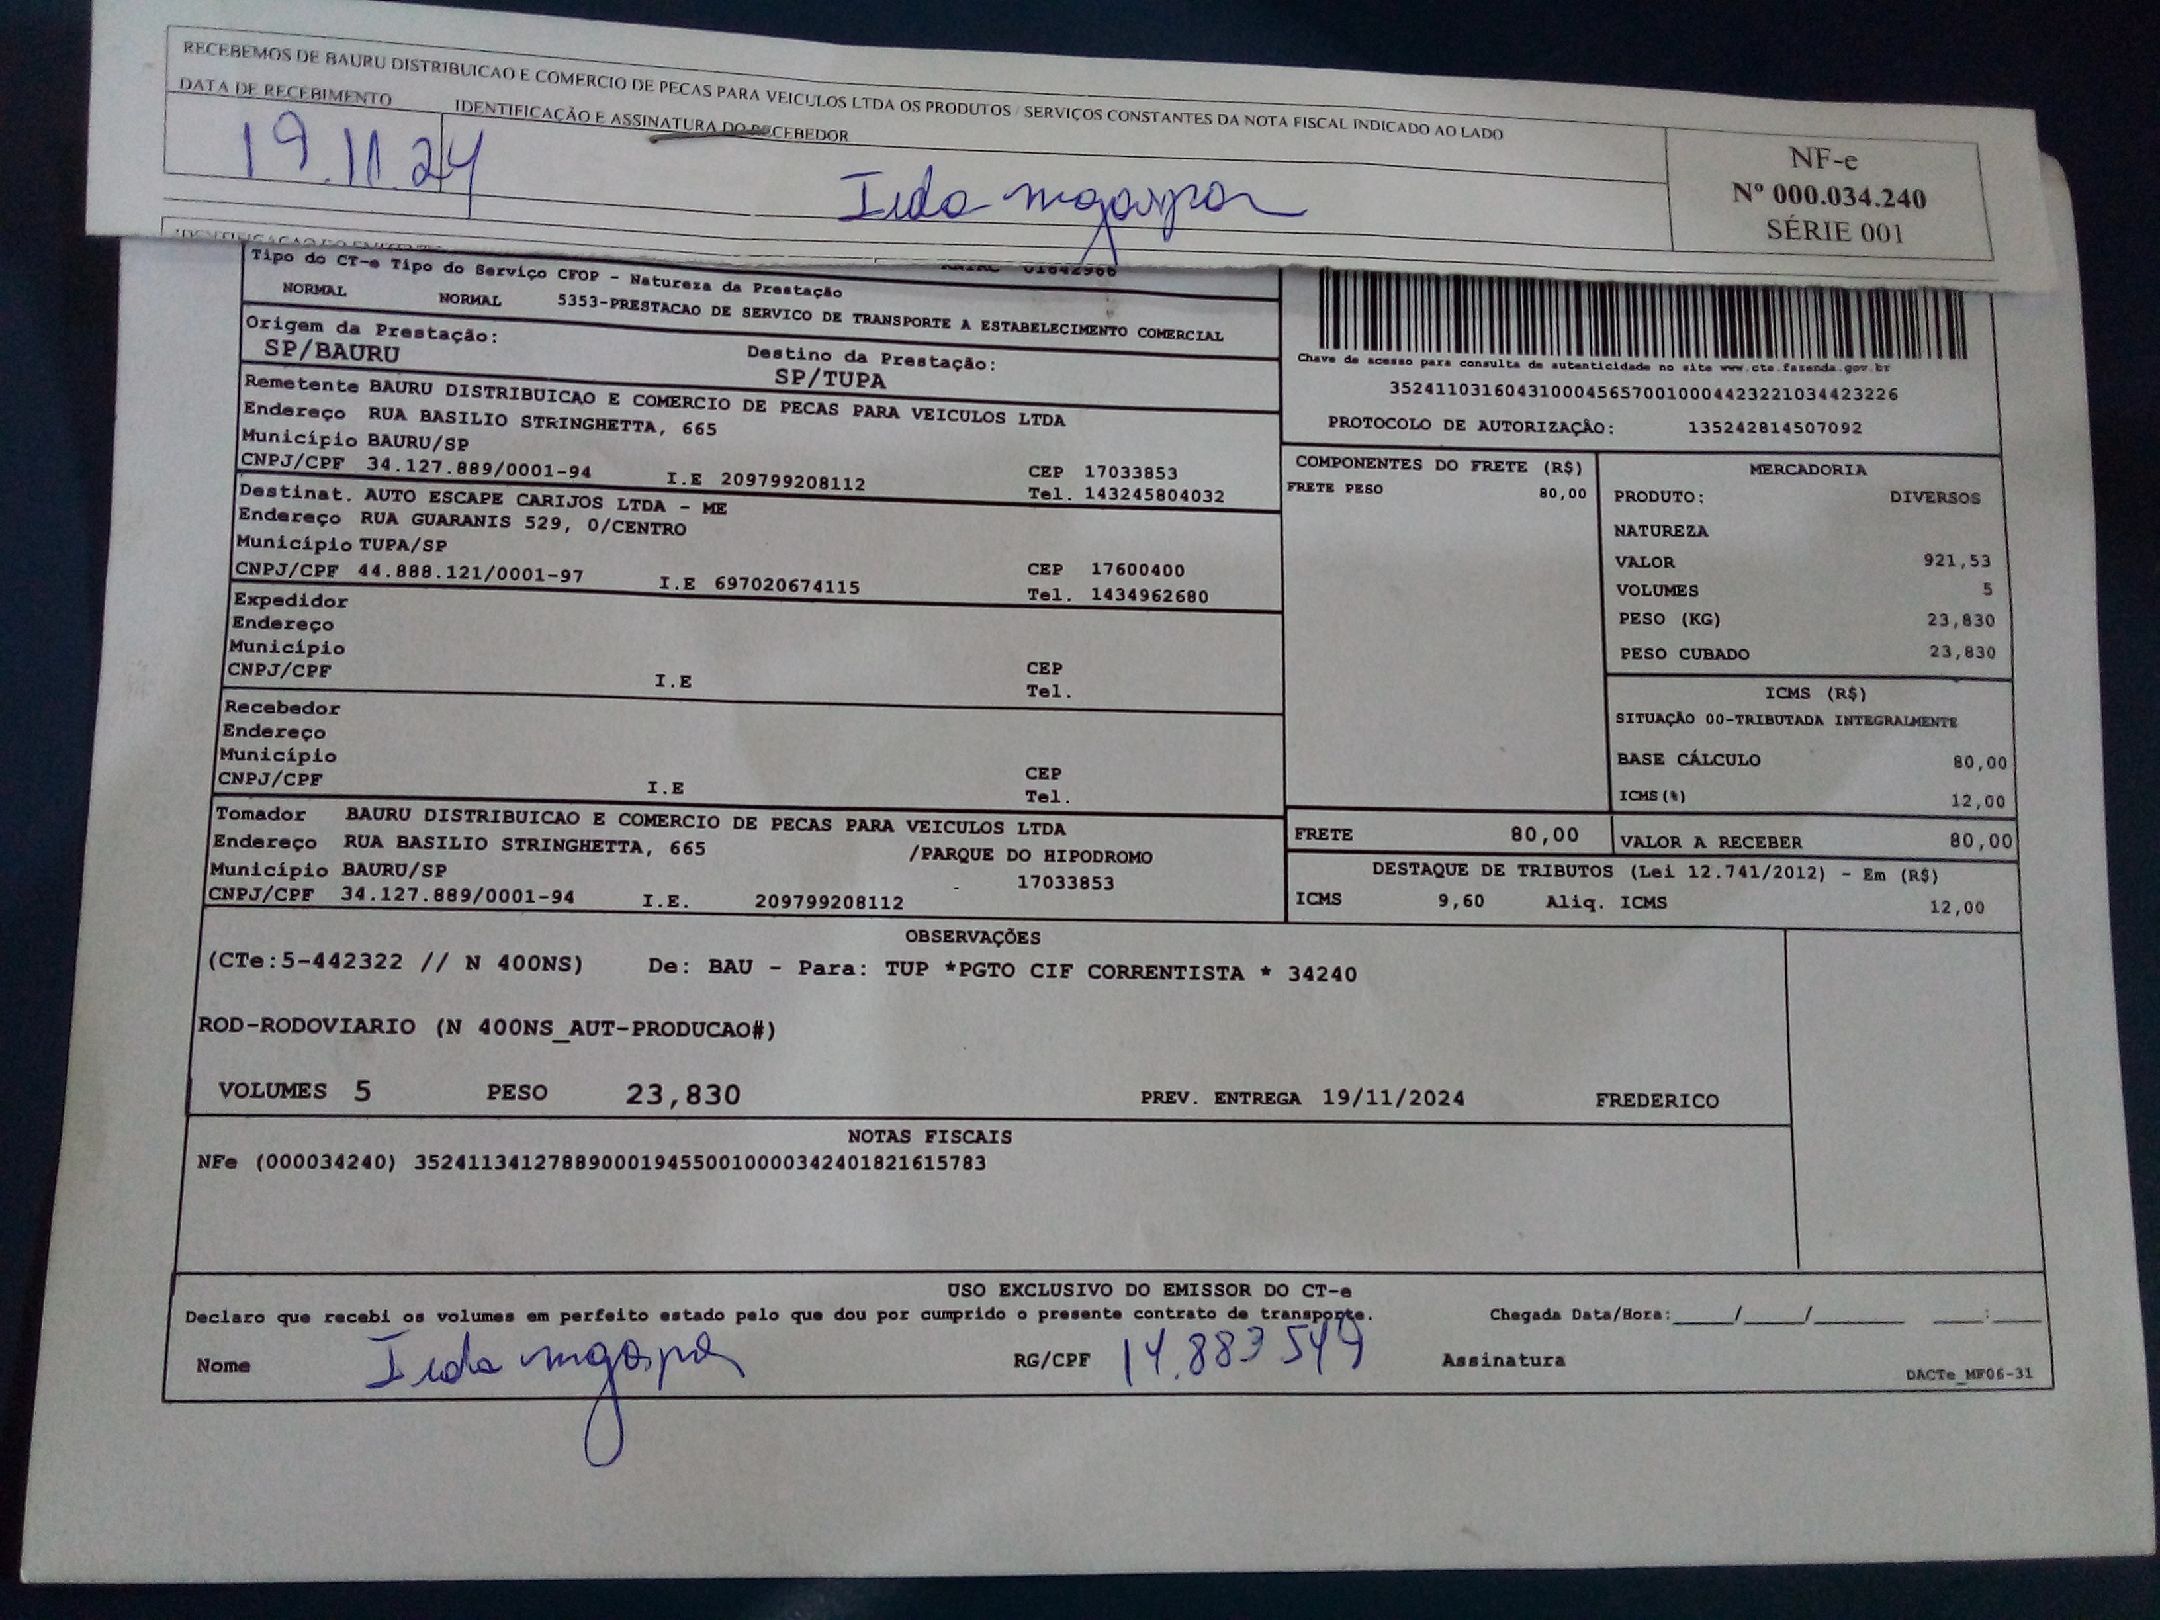 RECEBEMOS DE BAURU DISTRIBUICAO E COMERCIO DE PECAS PARA VEICULOS LTDA OS PRODUTOS / SERVIÇOS CONSTANTES DA NOTA FISCAL INDICADO AO LADO
DATA DE RECEBIMENTO IDENTIFICAÇÃO E ASSINATURA DO RECEBEDOR
19.11.24
NF-e
Nº 000.034.240
SÉRIE 001
Tipo do CT-e Tipo do Serviço CFOP - Natureza da Prestação
NORMAL NORMAL 5353-PRESTACAO DE SERVICO DE TRANSPORTE A ESTABELECIMENTO COMERCIAL
Origem da Prestação: Destino da Prestação:
SP/BAURU SP/TUPA
Remetente BAURU DISTRIBUICAO E COMERCIO DE PECAS PARA VEICULOS LTDA
Endereço RUA BASILIO STRINGHETTA, 665
Município BAURU/SP CEP 17033853
CNPJ/CPF 34.127.889/0001-94 I.E 209799208112 Tel. 143245804032
Destinat. AUTO ESCAPE CARIJOS LTDA - ME
Endereço RUA GUARANIS 529, 0/CENTRO
Município TUPA/SP CEP 17600400
CNPJ/CPF 44.888.121/0001-97 I.E 697020674115 Tel. 1434962680
Expedidor
Endereço
Município CEP
CNPJ/CPF I.E Tel.
Recebedor
Endereço
Município CEP
CNPJ/CPF I.E Tel.
Tomador BAURU DISTRIBUICAO E COMERCIO DE PECAS PARA VEICULOS LTDA
Endereço RUA BASILIO STRINGHETTA, 665 /PARQUE DO HIPODROMO
Município BAURU/SP 17033853
CNPJ/CPF 34.127.889/0001-94 I.E. 209799208112
Chave de acesso para consulta de autenticidade no site www.cte.fazenda.gov.br
35241103160431000456570010004423221034423226
PROTOCOLO DE AUTORIZAÇÃO: 135242814507092
COMPONENTES DO FRETE (R$)
FRETE PESO 80,00
MERCADORIA
PRODUTO: DIVERSOS
NATUREZA
VALOR 921,53
VOLUMES 5
PESO (KG) 23,830
PESO CUBADO 23,830
ICMS (R$)
SITUAÇÃO 00-TRIBUTADA INTEGRALMENTE
BASE CÁLCULO 80,00
ICMS(%) 12,00
FRETE 80,00 VALOR A RECEBER 80,00
DESTAQUE DE TRIBUTOS (Lei 12.741/2012) - Em (R$)
ICMS 9,60 Aliq. ICMS 12,00
OBSERVAÇÕES
(CTe:5-442322 // N 400NS) De: BAU - Para: TUP *PGTO CIF CORRENTISTA * 34240
ROD-RODOVIARIO (N 400NS_AUT-PRODUCAO#)
VOLUMES 5 PESO 23,830 PREV. ENTREGA 19/11/2024 FREDERICO
NOTAS FISCAIS
NFe (000034240) 35241134127889000194550010000342401821615783
USO EXCLUSIVO DO EMISSOR DO CT-e
Declaro que recebi os volumes em perfeito estado pelo que dou por cumprido o presente contrato de transporte. Chegada Data/Hora:____/____/______ ____:____
Nome RG/CPF 14.883 549 Assinatura
DACTe_MF06-31